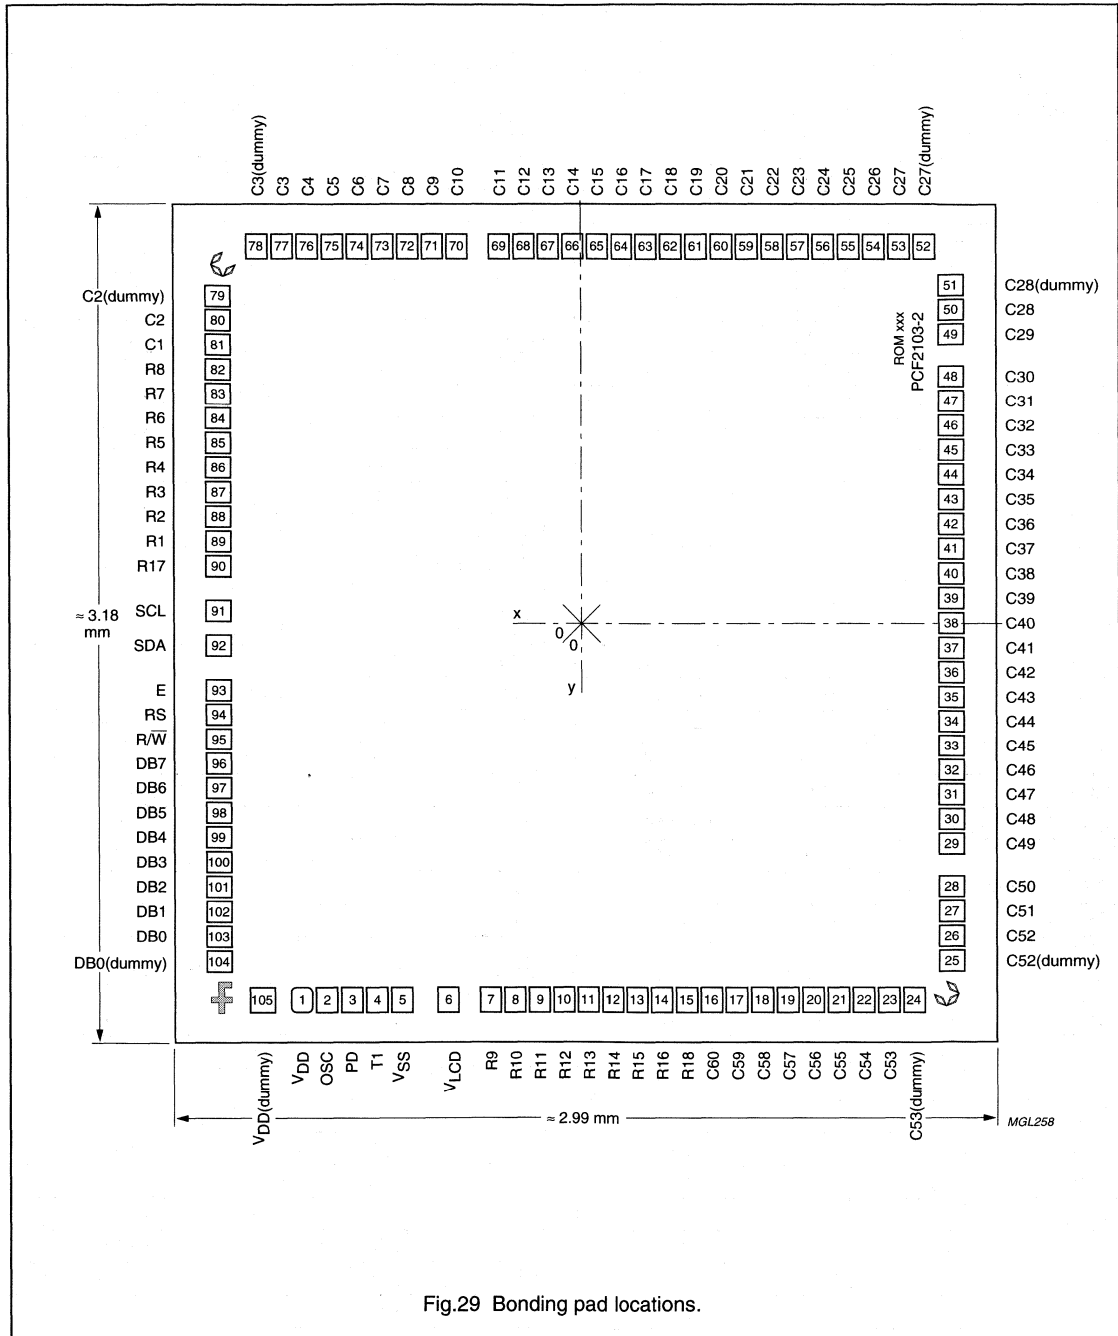 C3(dummy) C3 C4 C5 C6 C7 C8 C9 C10 C11 C12 C13 C14 C15 C16 C17 C18 C19 C20 C21 C22 C23 C24 C25 C26 C27 C27(dummy)
78 77 76 75 74 73 72 71 70 69 68 67 66 65 64 63 62 61 60 59 58 57 56 55 54 53 52
C2(dummy) 79
C2 80
C1 81
R8 82
R7 83
R6 84
R5 85
R4 86
R3 87
R2 88
R1 89
R17 90
SCL 91
≈ 3.18
mm
SDA 92
E 93
RS 94
R/W̅ 95
DB7 96
DB6 97
DB5 98
DB4 99
DB3 100
DB2 101
DB1 102
DB0 103
DB0(dummy) 104
ROM xxx
PCF2103-2
x
0
0
y
51 C28(dummy)
50 C28
49 C29
48 C30
47 C31
46 C32
45 C33
44 C34
43 C35
42 C36
41 C37
40 C38
39 C39
38 C40
37 C41
36 C42
35 C43
34 C44
33 C45
32 C46
31 C47
30 C48
29 C49
28 C50
27 C51
26 C52
25 C52(dummy)
105 1 2 3 4 5 6 7 8 9 10 11 12 13 14 15 16 17 18 19 20 21 22 23 24
VDD(dummy) VDD OSC PD T1 VSS VLCD R9 R10 R11 R12 R13 R14 R15 R16 R18 C60 C59 C58 C57 C56 C55 C54 C53 C53(dummy)
≈ 2.99 mm
MGL258
Fig.29 Bonding pad locations.